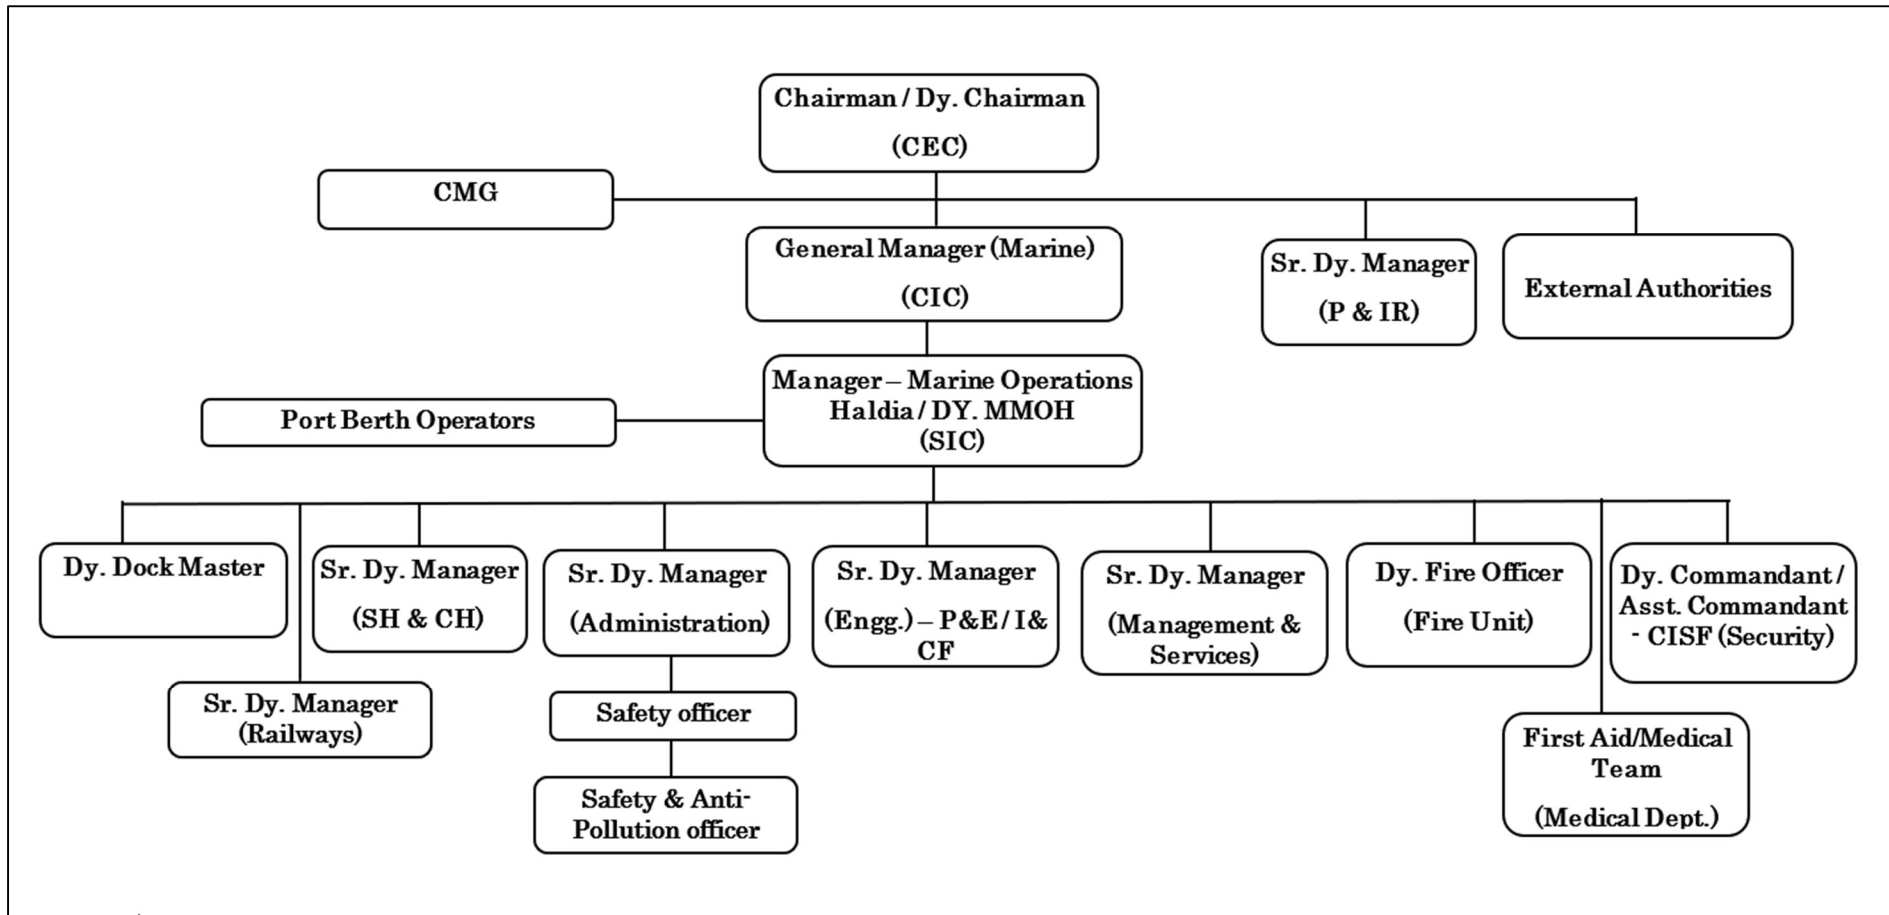 Chairman / Dy. Chairman
(CEC)
CMG
General Manager (Marine)
(CIC)
Sr. Dy. Manager
(P & IR)
External Authorities
Manager – Marine Operations
Haldia / DY. MMOH
(SIC)
Port Berth Operators
Dy. Dock Master
Sr. Dy. Manager
(SH & CH)
Sr. Dy. Manager
(Administration)
Sr. Dy. Manager
(Engg.) – P&E / I&
CF
Sr. Dy. Manager
(Management &
Services)
Dy. Fire Officer
(Fire Unit)
Dy. Commandant /
Asst. Commandant
- CISF (Security)
Sr. Dy. Manager
(Railways)
Safety officer
Safety & Anti-
Pollution officer
First Aid/Medical
Team
(Medical Dept.)